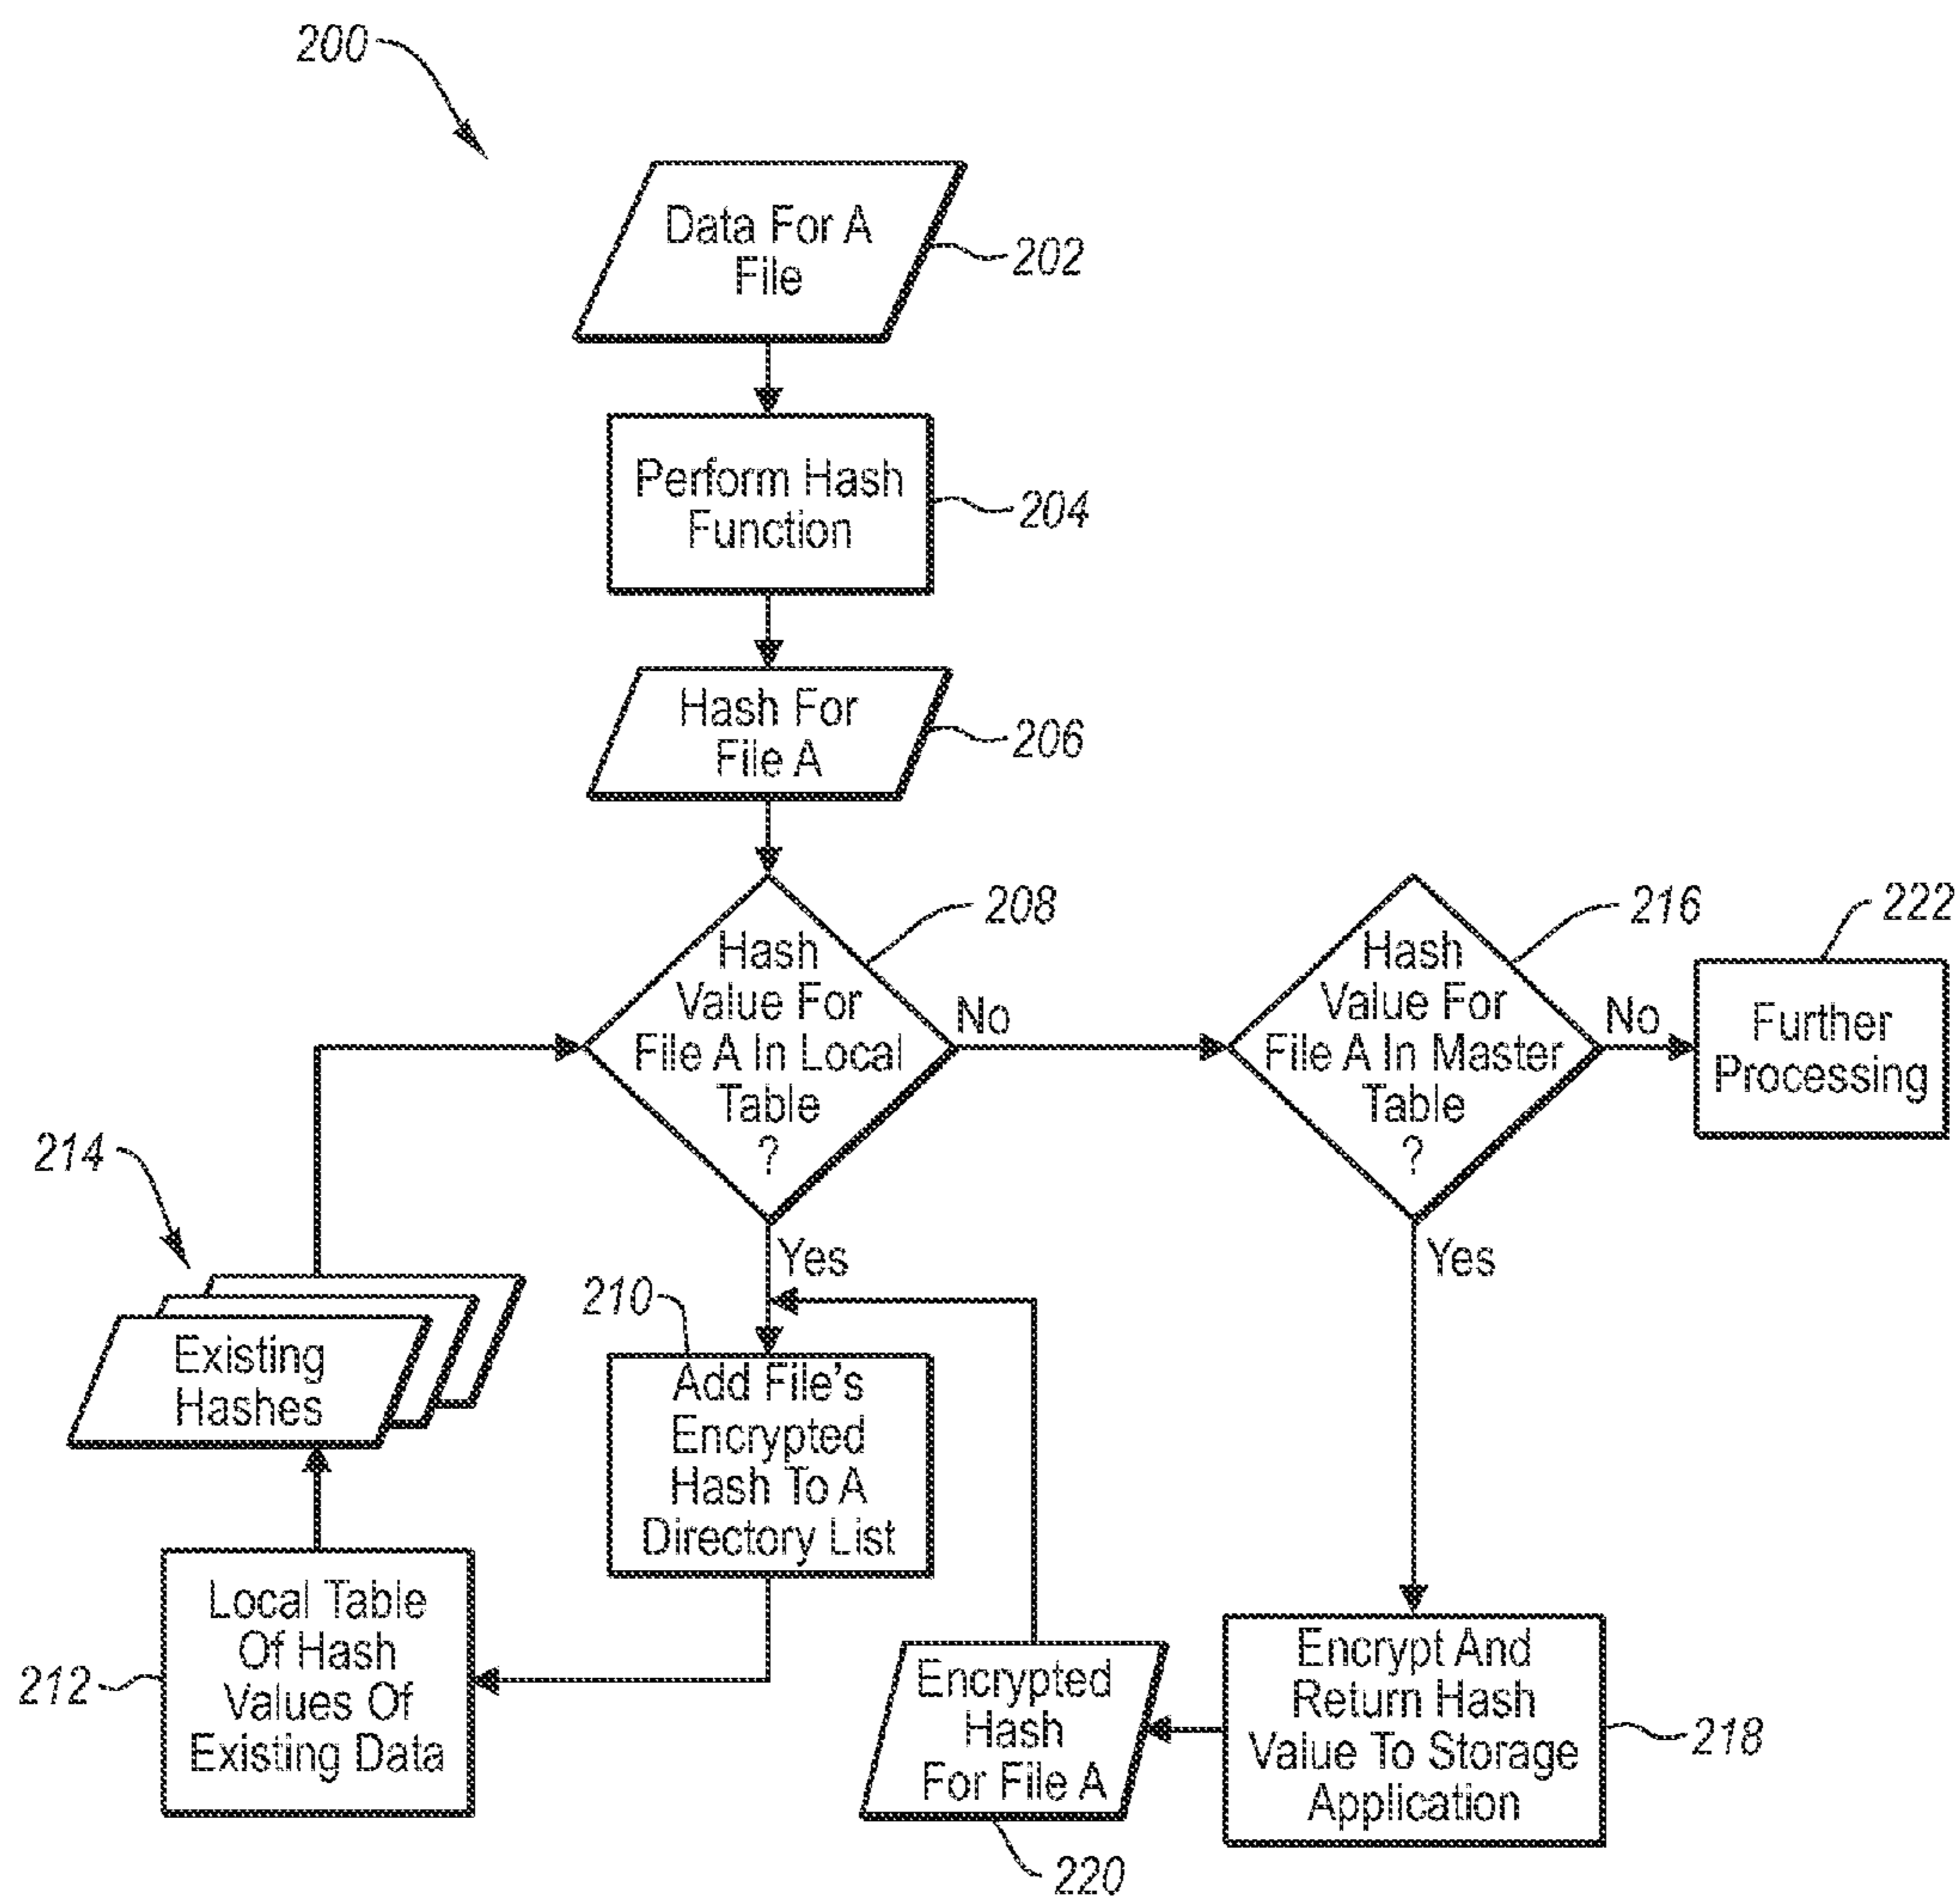 200
Data For A
File
202
Perform Hash
Function
204
Hash For
File A
206
Hash
Value For
File A In Local
Table
?
208
No
Yes
Hash
Value For
File A In Master
Table
?
216
No
Yes
222
Further
Processing
214
Existing
Hashes
210
Add File's
Encrypted
Hash To A
Directory List
Local Table
Of Hash
Values Of
Existing Data
212
Encrypted
Hash
For File A
220
Encrypt And
Return Hash
Value To Storage
Application
218